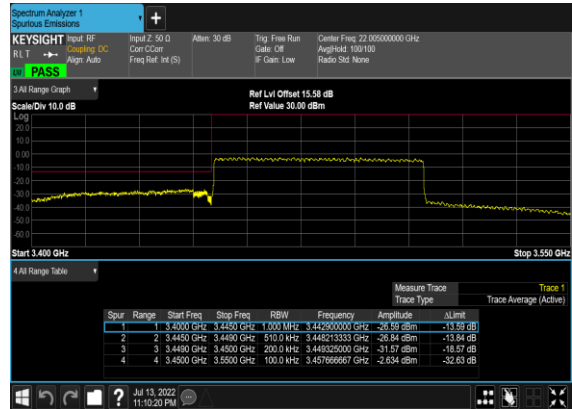 Spectrum Analyzer 1
Spurious Emissions
KEYSIGHT Input: RF Input Z: 50 Ω Atten: 30 dB Trig: Free Run Center Freq: 22.005000000 GHz
RLT Coupling: DC Corr CCorr Gate: Off Avg|Hold: 100/100
Align: Auto Freq Ref: Int (S) IF Gain: Low Radio Std: None
LW PASS
3 All Range Graph
Ref Lvl Offset 15.58 dB
Scale/Div 10.0 dB Ref Value 30.00 dBm
Log
20.0
10.0
0.00
-10.0
-20.0
-30.0
-40.0
-50.0
-60.0
Start 3.400 GHz Stop 3.550 GHz
4 All Range Table
Measure Trace Trace 1
Trace Type Trace Average (Active)
Spur Range Start Freq Stop Freq RBW Frequency Amplitude ΔLimit
1 1 3.4000 GHz 3.4450 GHz 1.000 MHz 3.442900000 GHz -26.59 dBm -13.59 dB
2 2 3.4450 GHz 3.4490 GHz 510.0 kHz 3.448213333 GHz -26.84 dBm -13.84 dB
3 3 3.4490 GHz 3.4500 GHz 200.0 kHz 3.449325000 GHz -31.57 dBm -18.57 dB
4 4 3.4500 GHz 3.5500 GHz 100.0 kHz 3.457666667 GHz -2.634 dBm -32.63 dB
Jul 13, 2022
11:10:20 PM